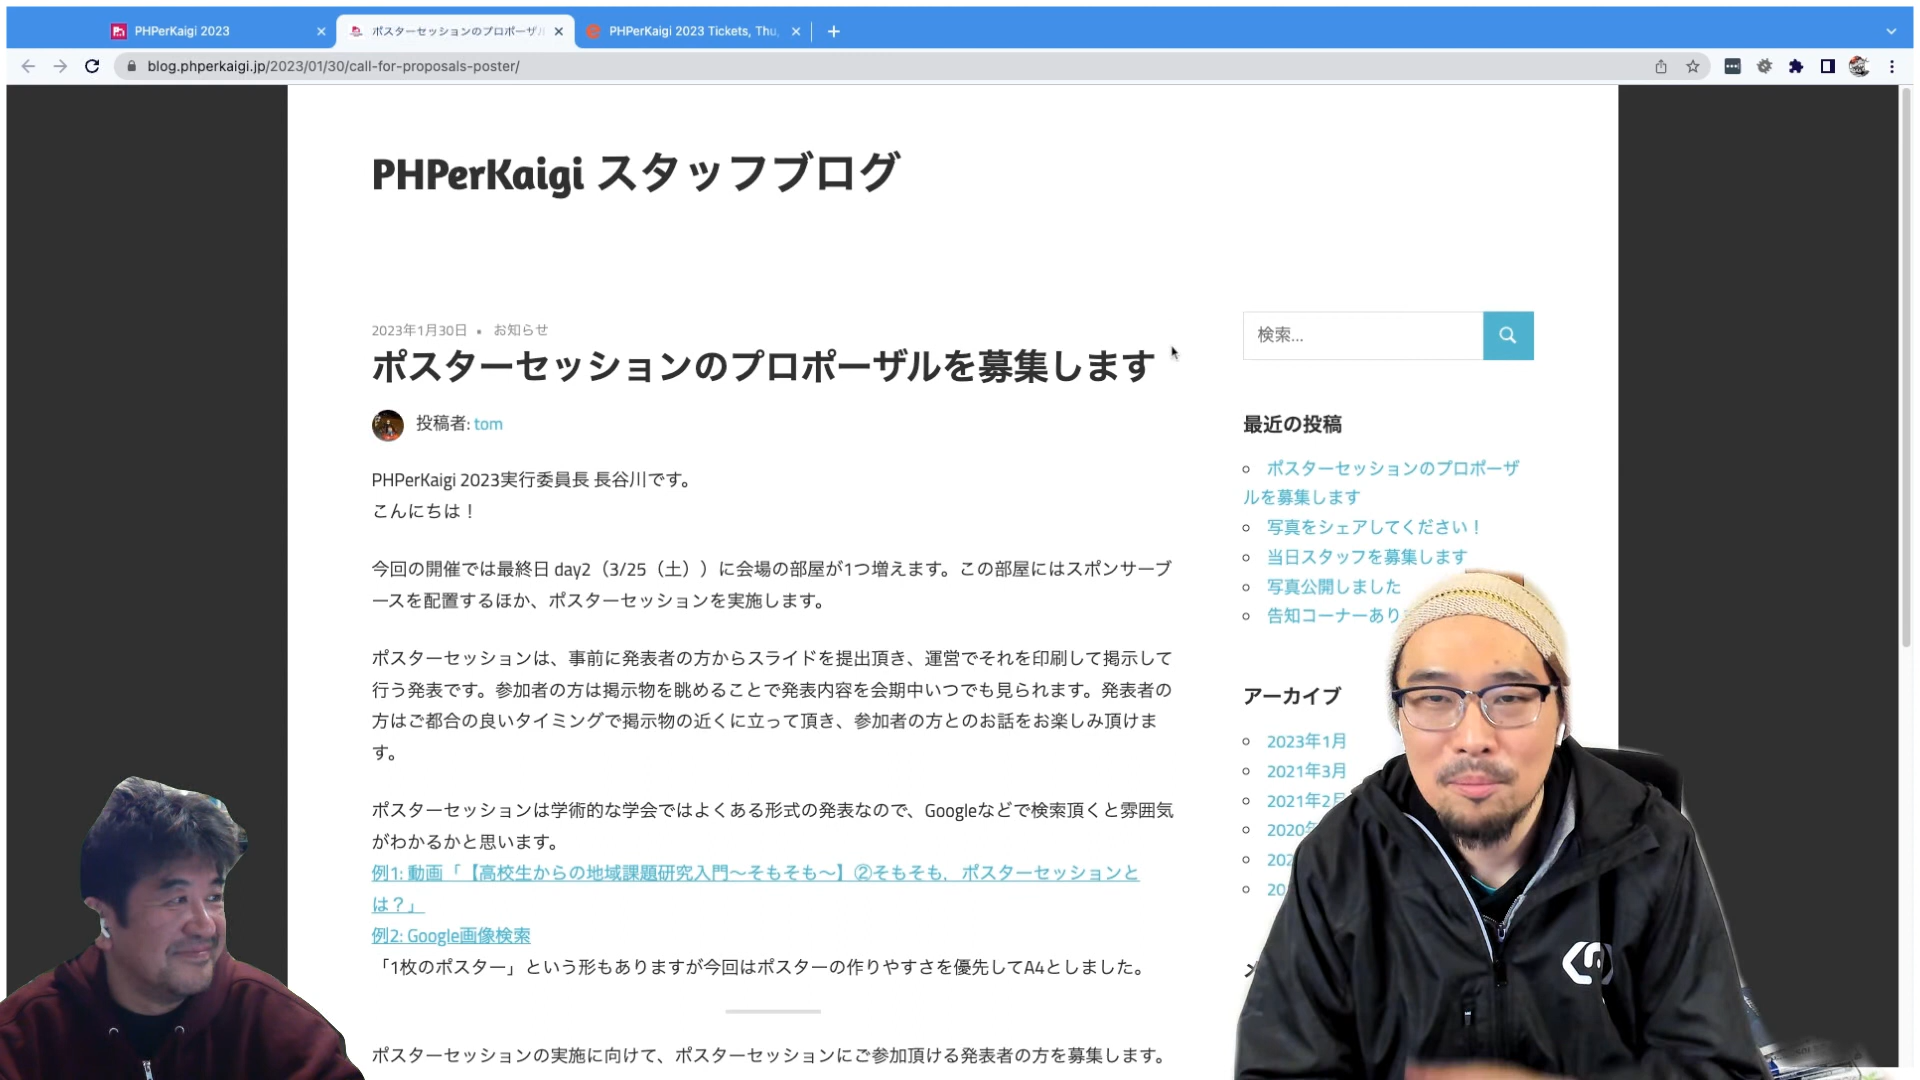 PHPerKaigi 2023
ポスターセッションのプロポーザル
PHPerKaigi 2023 Tickets, Thu,
blog.phperkaigi.jp/2023/01/30/call-for-proposals-poster/
PHPerKaigi スタッフブログ
2023年1月30日 • お知らせ
ポスターセッションのプロポーザルを募集します
投稿者: tom
PHPerKaigi 2023実行委員長 長谷川です。
こんにちは！
今回の開催では最終日 day2（3/25（土））に会場の部屋が1つ増えます。この部屋にはスポンサーブ
ースを配置するほか、ポスターセッションを実施します。
ポスターセッションは、事前に発表者の方からスライドを提出頂き、運営でそれを印刷して掲示して
行う発表です。参加者の方は掲示物を眺めることで発表内容を会期中いつでも見られます。発表者の
方はご都合の良いタイミングで掲示物の近くに立って頂き、参加者の方とのお話をお楽しみ頂けま
す。
ポスターセッションは学術的な学会ではよくある形式の発表なので、Googleなどで検索頂くと雰囲気
がわかるかと思います。
例1: 動画「【高校生からの地域課題研究入門〜そもそも〜】②そもそも，ポスターセッションと
は？」
例2: Google画像検索
「1枚のポスター」という形もありますが今回はポスターの作りやすさを優先してA4としました。
ポスターセッションの実施に向けて、ポスターセッションにご参加頂ける発表者の方を募集します。
検索...
最近の投稿
ポスターセッションのプロポーザ
ルを募集します
写真をシェアしてください！
当日スタッフを募集します
写真公開しました
告知コーナーあり
アーカイブ
2023年1月
2021年3月
2021年2月
2020年
202
20